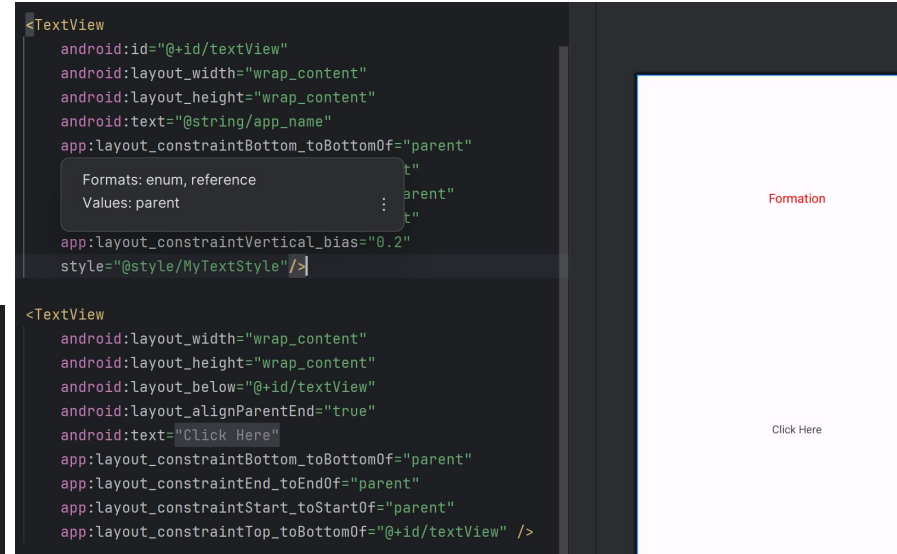 <TextView
android:id="@+id/textView"
android:layout_width="wrap_content"
android:layout_height="wrap_content"
android:text="@string/app_name"
app:layout_constraintBottom_toBottomOf="parent"
t"
Formats: enum, reference
arent"
Values: parent
t"
app:layout_constraintVertical_bias="0.2"
style="@style/MyTextStyle"/>
<TextView
android:layout_width="wrap_content"
android:layout_height="wrap_content"
android:layout_below="@+id/textView"
android:layout_alignParentEnd="true"
android:text="Click Here"
app:layout_constraintBottom_toBottomOf="parent"
app:layout_constraintEnd_toEndOf="parent"
app:layout_constraintStart_toStartOf="parent"
app:layout_constraintTop_toBottomOf="@+id/textView" />
Formation
Click Here